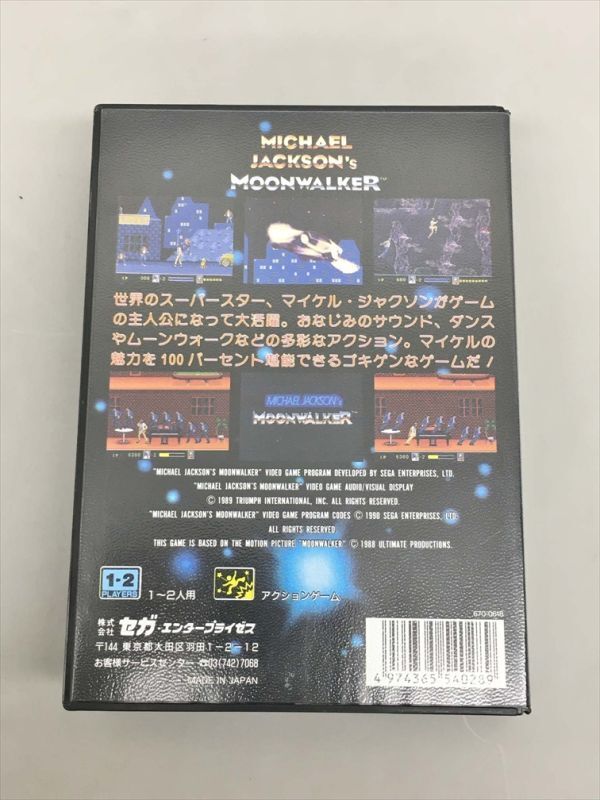 MICHAEL
JACKSON's
MOONWALKER™
世界のスーパースター、マイケル・ジャクソンがゲーム
の主人公になって大活躍。おなじみのサウンド、ダンス
やムーンウォークなどの多彩なアクション。マイケルの
魅力を100パーセント堪能できるゴキゲンなゲームだ!
MICHAEL JACKSON's
MOONWALKER
"MICHAEL JACKSON'S MOONWALKER" VIDEO GAME PROGRAM DEVELOPED BY SEGA ENTERPRISES, LTD.
"MICHAEL JACKSON'S MOONWALKER" VIDEO GAME AUDIO/VISUAL DISPLAY
© 1989 TRIUMPH INTERNATIONAL, INC. ALL RIGHTS RESERVED.
"MICHAEL JACKSON'S MOONWALKER" VIDEO GAME PROGRAM CODES © 1990 SEGA ENTERPRISES, LTD.
ALL RIGHTS RESERVED
THIS GAME IS BASED ON THE MOTION PICTURE "MOONWALKER" © 1988 ULTIMATE PRODUCTIONS.
1-2
PLAYERS
1〜2人用
アクションゲーム
株式会社 セガ・エンタープライゼス
〒144 東京都大田区羽田1-2-12
お客様サービスセンター ☎03(742)7068
MADE IN JAPAN
670-0618
4 974365 540289